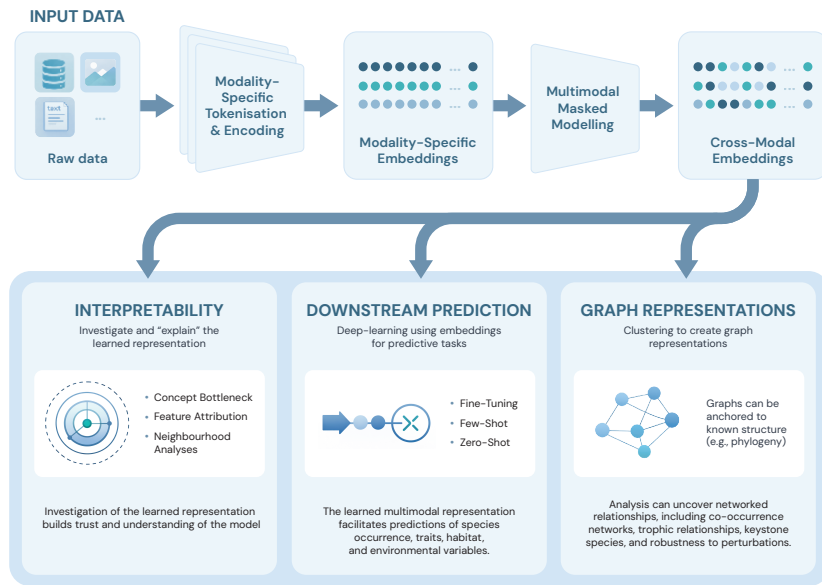 INPUT DATA
Raw data
...
Modality-
Specific
Tokenisation
& Encoding
...
...
...
Modality-Specific
Embeddings
Multimodal
Masked
Modelling
...
...
...
Cross-Modal
Embeddings
INTERPRETABILITY
Investigate and “explain” the
learned representation
• Concept Bottleneck
• Feature Attribution
• Neighbourhood
Analyses
Investigation of the learned representation
builds trust and understanding of the model
DOWNSTREAM PREDICTION
Deep-learning using embeddings
for predictive tasks
• Fine-Tuning
• Few-Shot
• Zero-Shot
The learned multimodal representation
facilitates predictions of species
occurrence, traits, habitat,
and environmental variables.
GRAPH REPRESENTATIONS
Clustering to create graph
representations
Graphs can be
anchored to
known structure
(e.g., phylogeny)
Analysis can uncover networked
relationships, including co-occurrence
networks, trophic relationships, keystone
species, and robustness to perturbations.